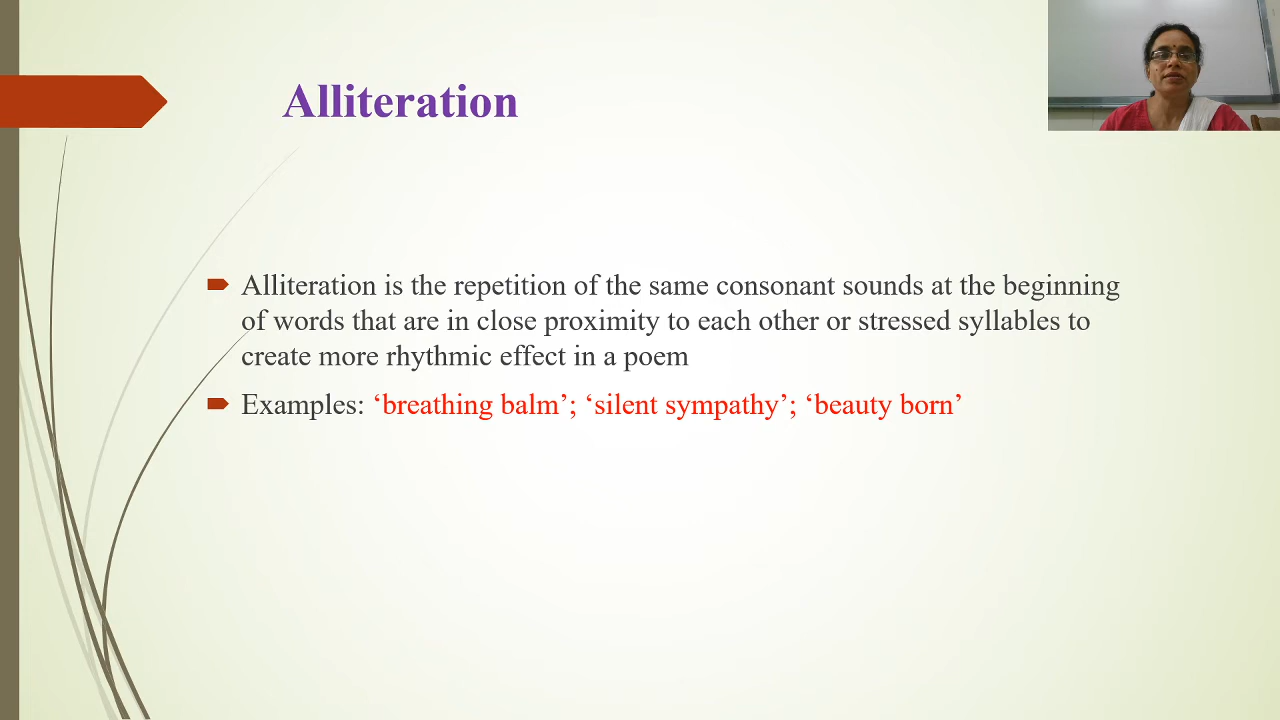 Alliteration
Alliteration is the repetition of the same consonant sounds at the beginning
of words that are in close proximity to each other or stressed syllables to
create more rhythmic effect in a poem
Examples: ‘breathing balm’; ‘silent sympathy’; ‘beauty born’